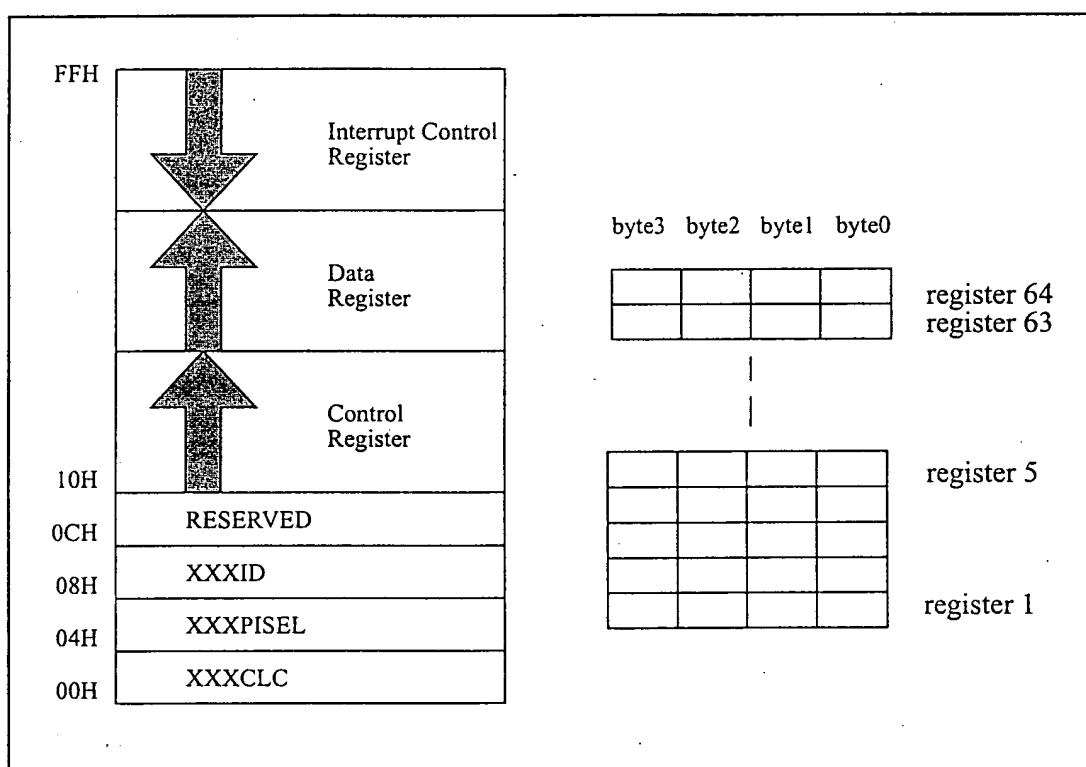 FFH
Interrupt Control
Register
Data
Register
Control
Register
10H
RESERVED
0CH
XXXID
08H
XXXPISEL
04H
XXXCLC
00H
byte3 byte2 byte1 byte0
register 64
register 63
register 5
register 1